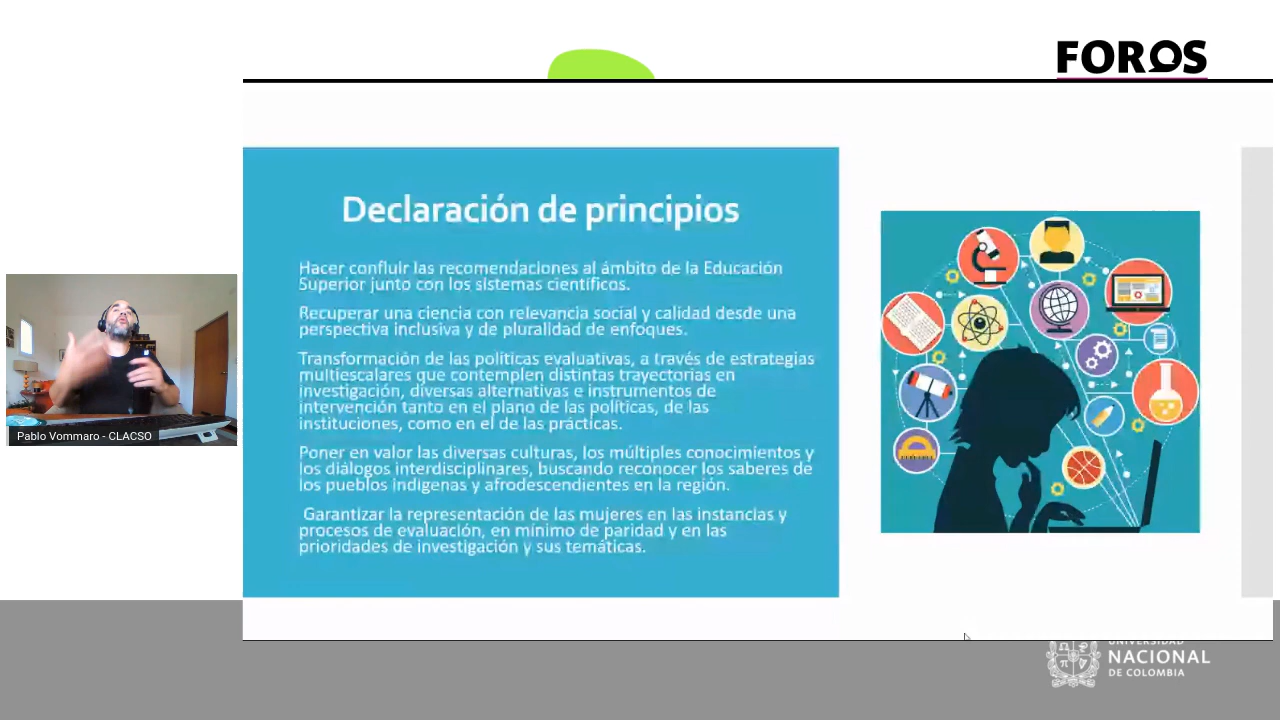 FOROS
Declaración de principios
Hacer confluir las recomendaciones al ámbito de la Educación
Superior junto con los sistemas científicos.
Recuperar una ciencia con relevancia social y calidad desde una
perspectiva inclusiva y de pluralidad de enfoques.
Transformación de las políticas evaluativas, a través de estrategias
multiescalares que contemplen distintas trayectorias en
investigación, diversas alternativas e instrumentos de
intervención tanto en el plano de las políticas, de las
instituciones, como en el de las prácticas.
Poner en valor las diversas culturas, los múltiples conocimientos y
los diálogos interdisciplinares, buscando reconocer los saberes de
los pueblos indígenas y afrodescendientes en la región.
Garantizar la representación de las mujeres en las instancias y
procesos de evaluación, en mínimo de paridad y en las
prioridades de investigación y sus temáticas.
Pablo Vommaro - CLACSO
UNIVERSIDAD
NACIONAL
DE COLOMBIA